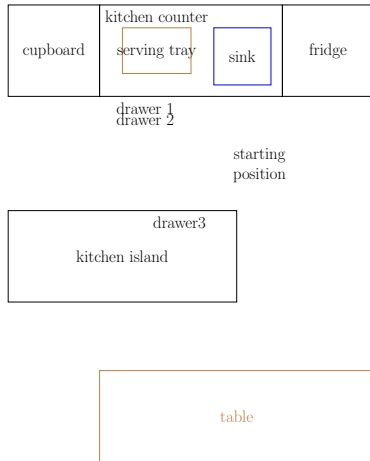 kitchen counter
cupboard
serving tray
sink
fridge
drawer 1
drawer 2
starting
position
drawer3
kitchen island
table